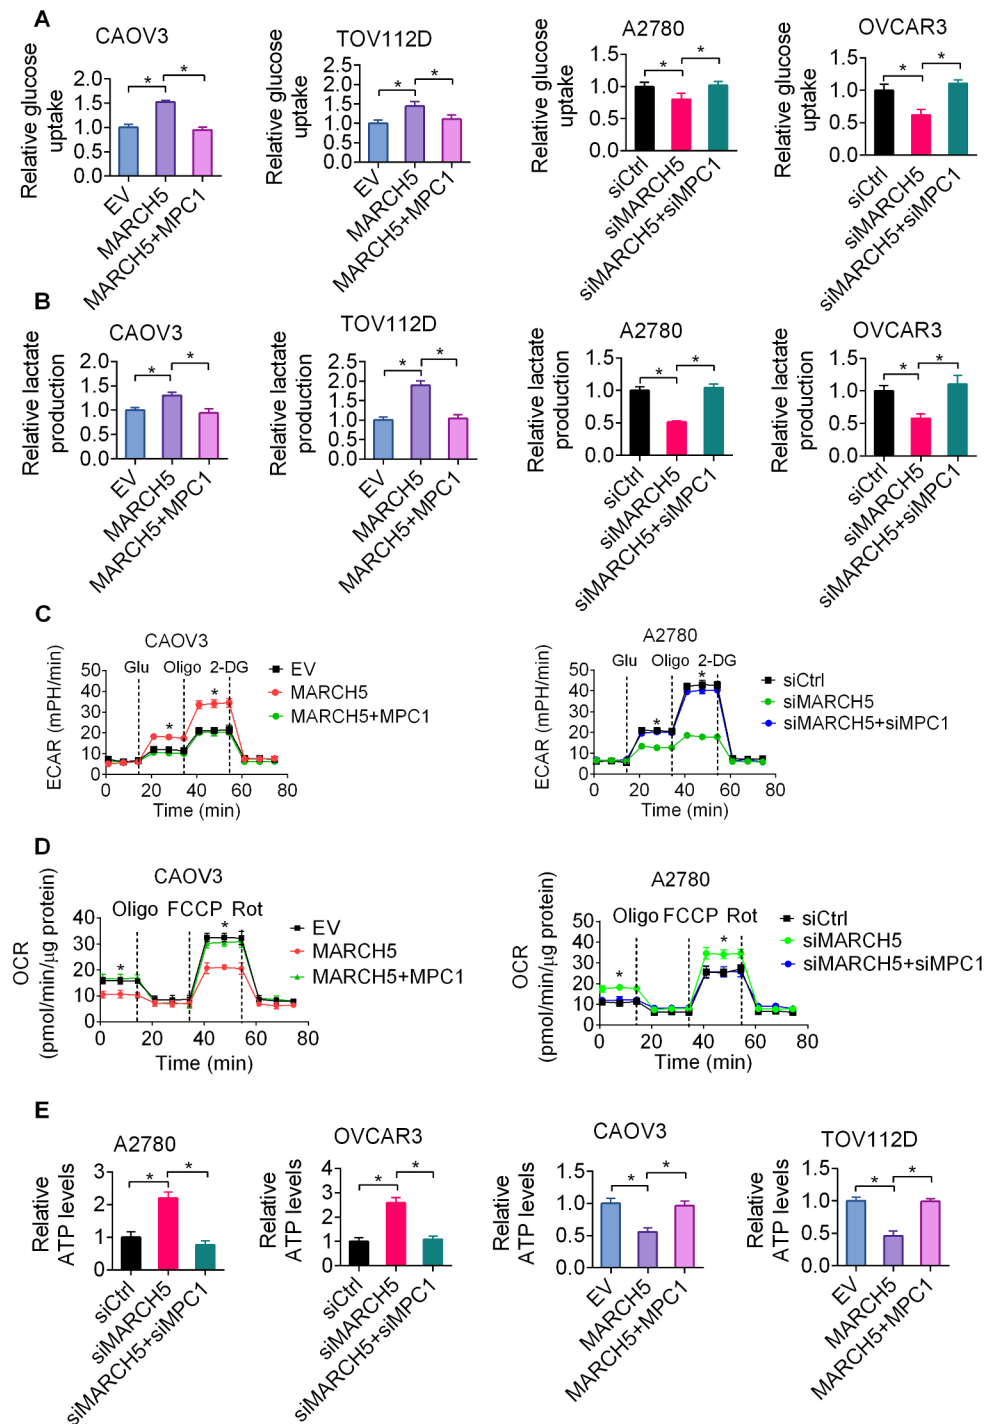 A
CAOV3
Relative glucose
uptake
2.0
1.5
1.0
0.5
0.0
*
*
EV
MARCH5
MARCH5+MPC1
TOV112D
Relative glucose
uptake
2.5
2.0
1.5
1.0
0.5
0.0
*
*
EV
MARCH5
MARCH5+MPC1
A2780
Relative glucose
uptake
1.5
1.0
0.5
0.0
*
*
siCtrl
siMARCH5
siMARCH5+siMPC1
OVCAR3
Relative glucose
uptake
1.5
1.0
0.5
0.0
*
*
siCtrl
siMARCH5
siMARCH5+siMPC1
B
CAOV3
Relative lactate
production
2.0
1.5
1.0
0.5
0.0
*
*
EV
MARCH5
MARCH5+MPC1
TOV112D
Relative lactate
production
2.5
2.0
1.5
1.0
0.5
0.0
*
*
EV
MARCH5
MARCH5+MPC1
A2780
Relative lactate
production
1.5
1.0
0.5
0.0
*
*
siCtrl
siMARCH5
siMARCH5+siMPC1
OVCAR3
Relative lactate
production
1.5
1.0
0.5
0.0
*
*
siCtrl
siMARCH5
siMARCH5+siMPC1
C
CAOV3
Glu Oligo 2-DG
ECAR (mPH/min)
50
40
30
20
10
0
*
*
0 20 40 60 80
Time (min)
EV
MARCH5
MARCH5+MPC1
A2780
Glu Oligo 2-DG
ECAR (mPH/min)
50
40
30
20
10
0
*
*
0 20 40 60 80
Time (min)
siCtrl
siMARCH5
siMARCH5+siMPC1
D
CAOV3
Oligo FCCP Rot
OCR
(pmol/min/μg protein)
40
30
20
10
0
*
*
0 20 40 60 80
Time (min)
EV
MARCH5
MARCH5+MPC1
A2780
Oligo FCCP Rot
OCR
(pmol/min/μg protein)
50
40
30
20
10
0
*
*
0 20 40 60 80
Time (min)
siCtrl
siMARCH5
siMARCH5+siMPC1
E
A2780
Relative
ATP levels
3
2
1
0
*
*
siCtrl
siMARCH5
siMARCH5+siMPC1
OVCAR3
Relative
ATP levels
4
3
2
1
0
*
*
siCtrl
siMARCH5
siMARCH5+siMPC1
CAOV3
Relative
ATP levels
1.5
1.0
0.5
0.0
*
*
EV
MARCH5
MARCH5+MPC1
TOV112D
Relative
ATP levels
1.5
1.0
0.5
0.0
*
*
EV
MARCH5
MARCH5+MPC1